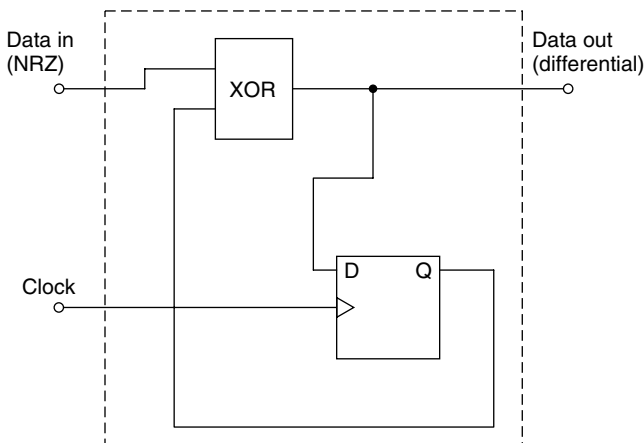 Data in
(NRZ)
Data out
(differential)
XOR
D Q
Clock